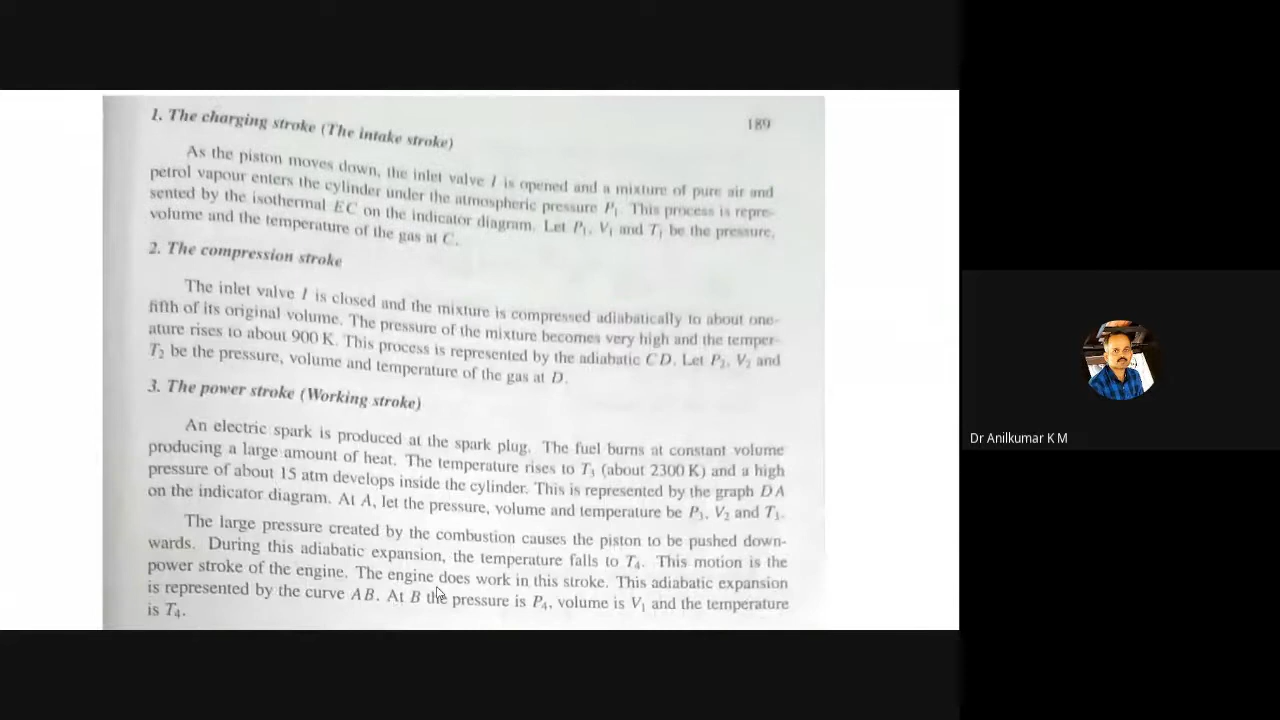 189
1. The charging stroke (The intake stroke)
As the piston moves down, the inlet valve I is opened and a mixture of pure air and
petrol vapour enters the cylinder under the atmospheric pressure P₁. This process is repre-
sented by the isothermal EC on the indicator diagram. Let P₁, V₁ and T₁ be the pressure,
volume and the temperature of the gas at C.
2. The compression stroke
The inlet valve I is closed and the mixture is compressed adiabatically to about one-
fifth of its original volume. The pressure of the mixture becomes very high and the temper-
ature rises to about 900 K. This process is represented by the adiabatic CD. Let P₂, V₂ and
T₂ be the pressure, volume and temperature of the gas at D.
3. The power stroke (Working stroke)
An electric spark is produced at the spark plug. The fuel burns at constant volume
producing a large amount of heat. The temperature rises to T₃ (about 2300 K) and a high
pressure of about 15 atm develops inside the cylinder. This is represented by the graph DA
on the indicator diagram. At A, let the pressure, volume and temperature be P₃, V₂ and T₃.
The large pressure created by the combustion causes the piston to be pushed down-
wards. During this adiabatic expansion, the temperature falls to T₄. This motion is the
power stroke of the engine. The engine does work in this stroke. This adiabatic expansion
is represented by the curve AB. At B the pressure is P₄, volume is V₁ and the temperature
is T₄.
Dr Anilkumar K M